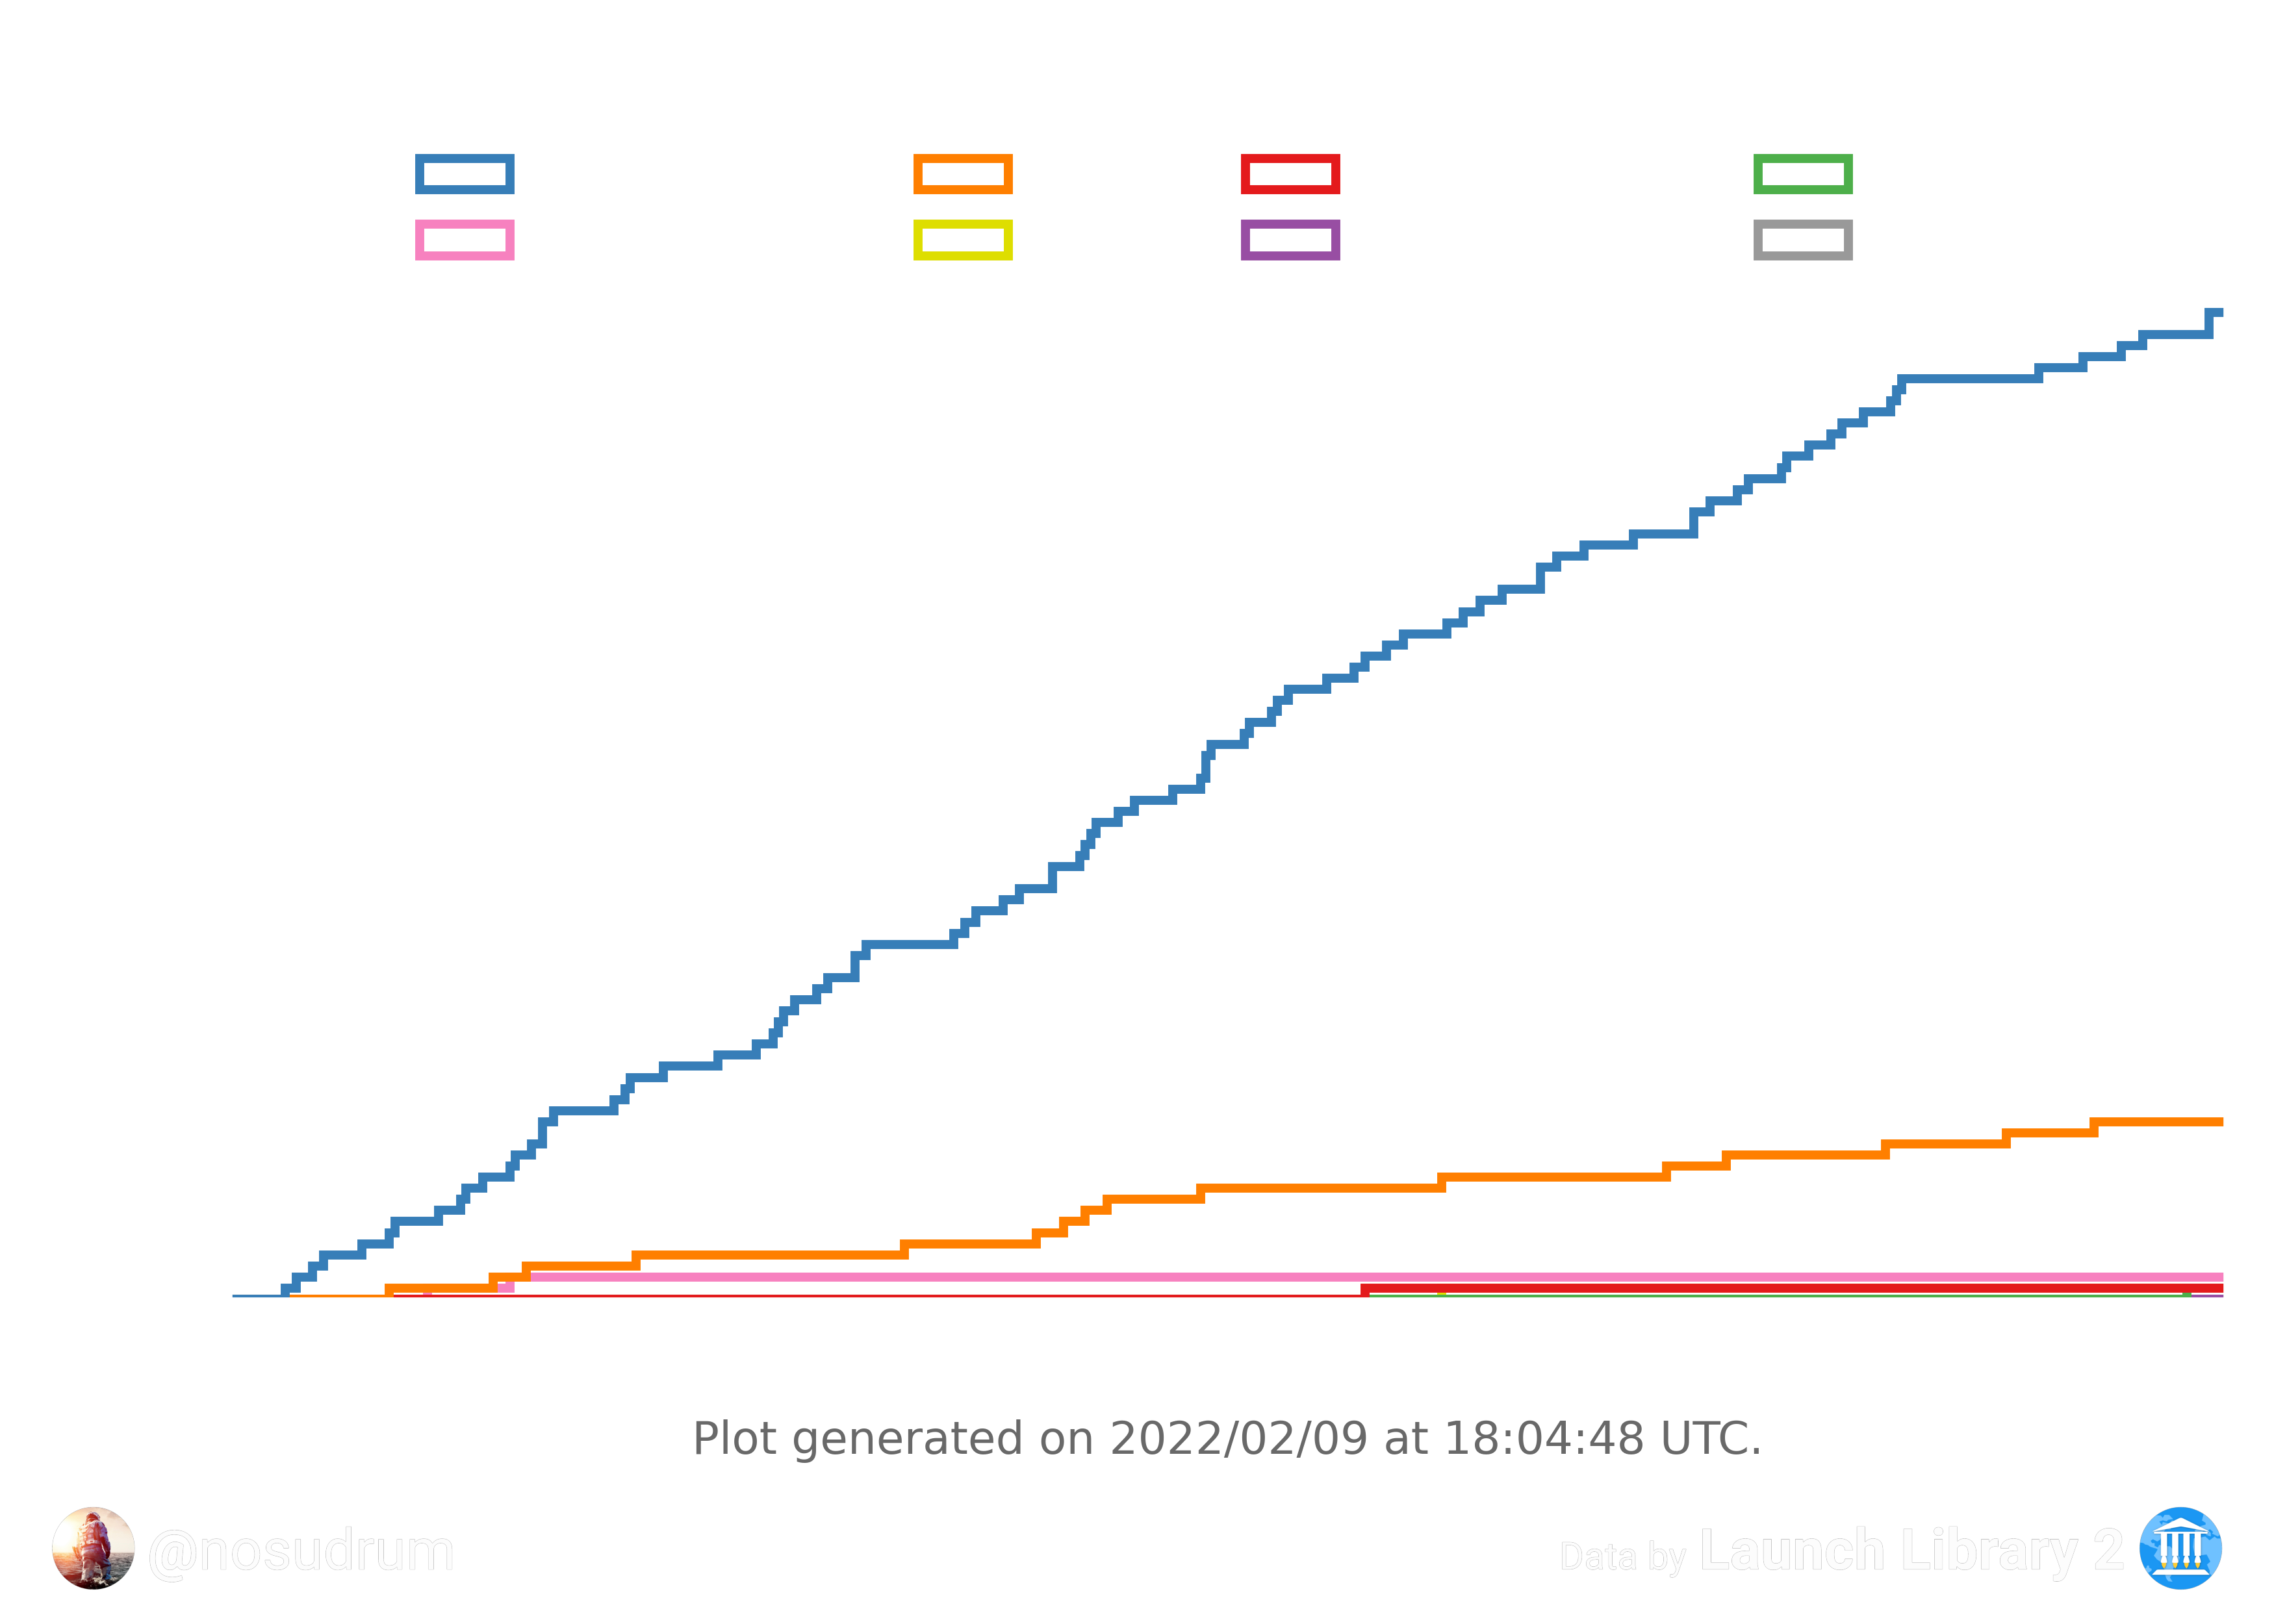 Plot generated on 2022/02/09 at 18:04:48 UTC.
@nosudrum
Data by Launch Library 2